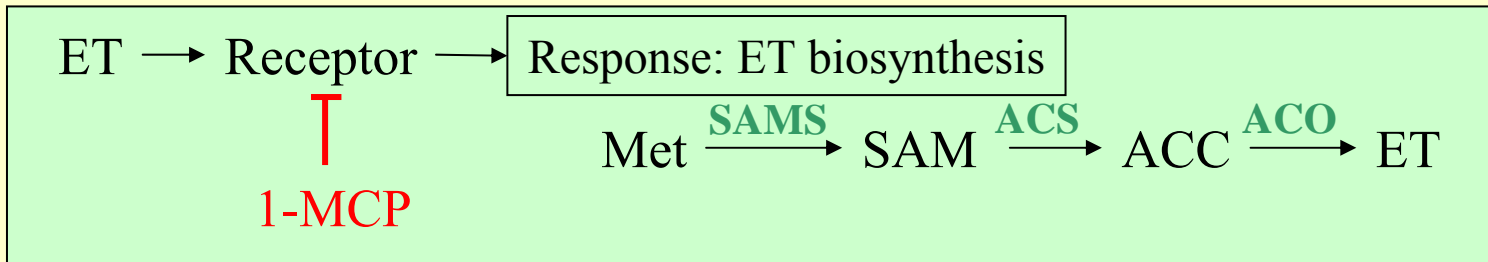 ET → Receptor → Response: ET biosynthesis
SAMS ACS ACO
Met → SAM → ACC → ET
1-MCP